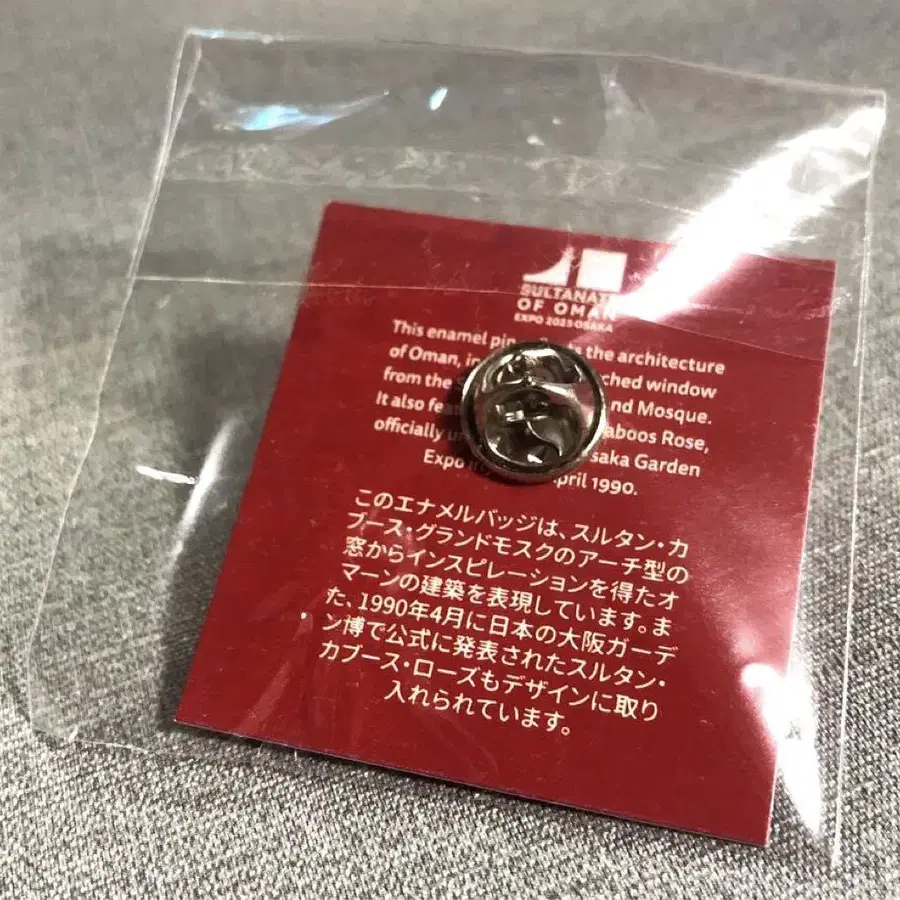 SULTANATE
OF OMAN
EXPO 2025 OSAKA
This enamel pin the architecture
of Oman, in ched window
from the nd Mosque.
It also fea aboos Rose,
officially un saka Garden
Expo pril 1990.
このエナメルバッジは、スルタン・カ
ブース・グランドモスクのアーチ型の
窓からインスピレーションを得たオ
マーンの建築を表現しています。ま
た、1990年4月に日本の大阪ガーデ
ン博で公式に発表されたスルタン・
カブース・ローズもデザインに取り
入れられています。